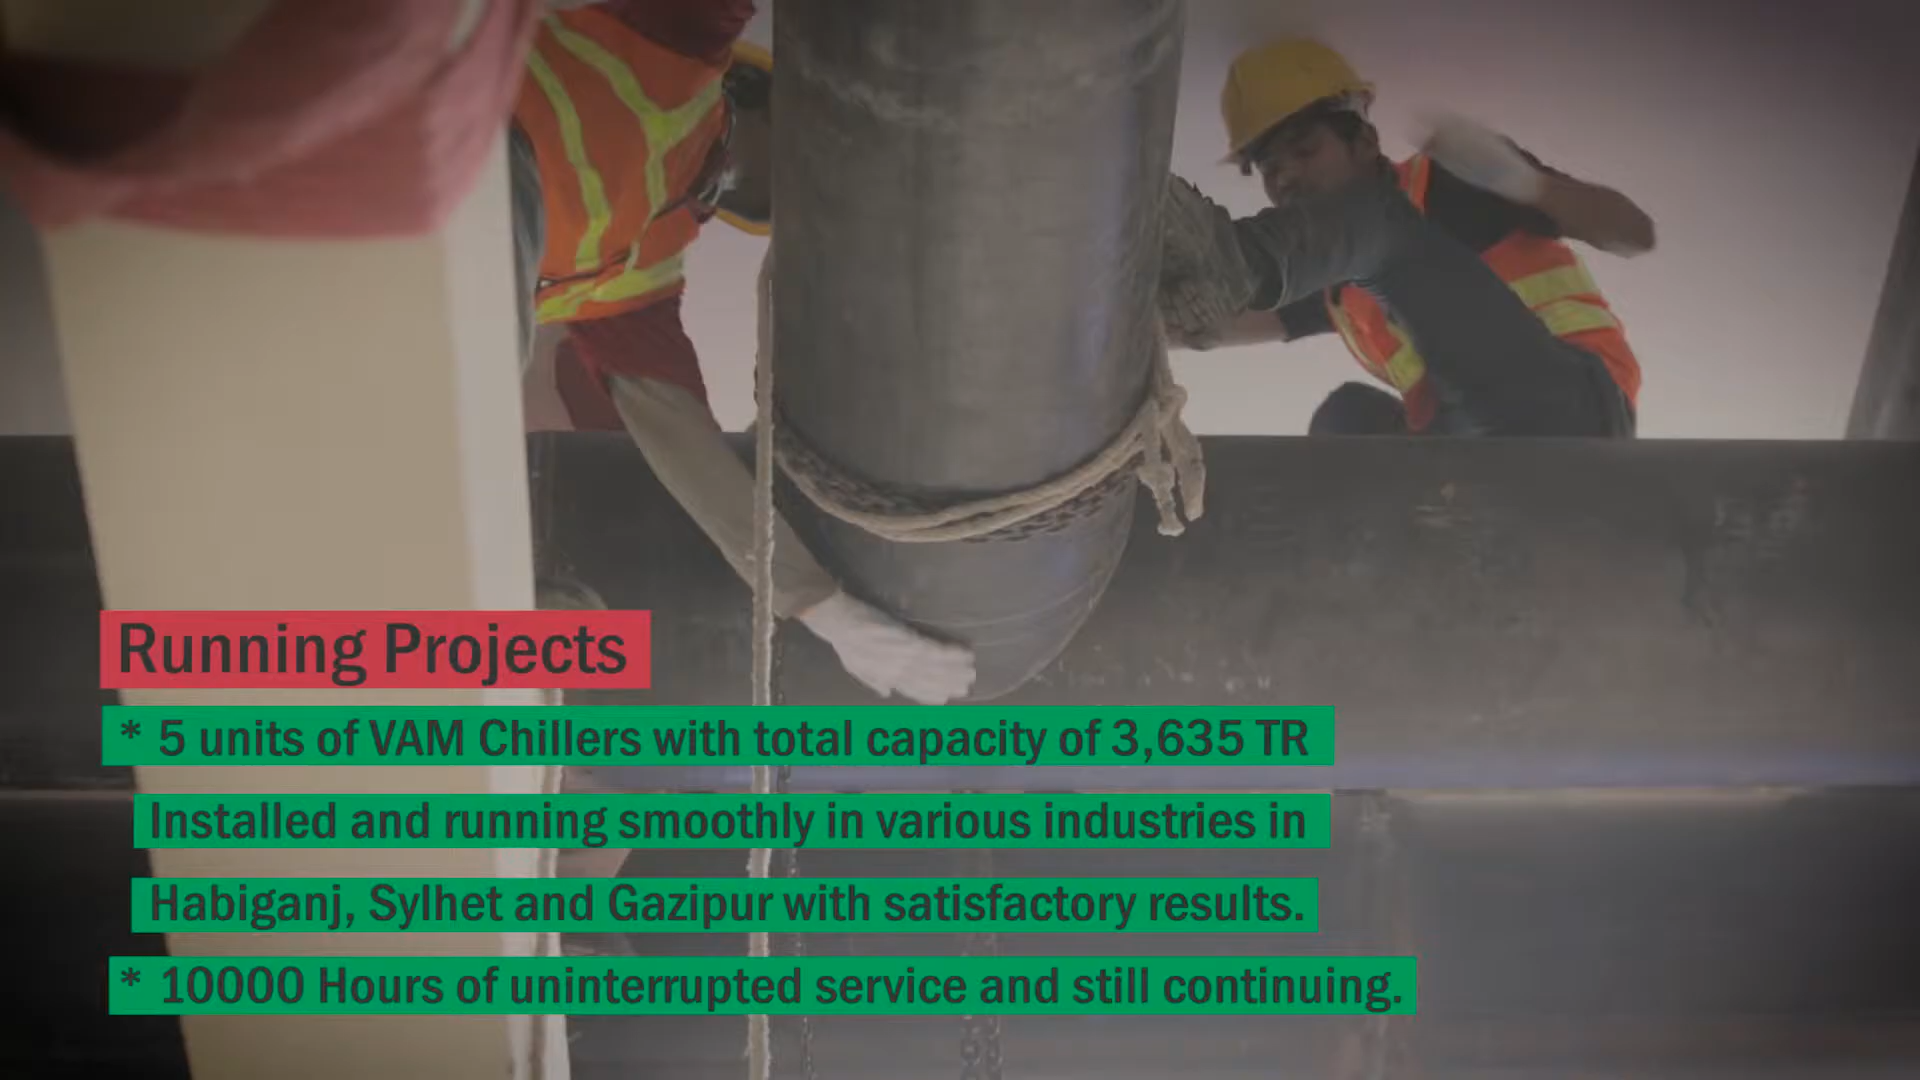 Running Projects
* 5 units of VAM Chillers with total capacity of 3,635 TR
Installed and running smoothly in various industries in
Habiganj, Sylhet and Gazipur with satisfactory results.
* 10000 Hours of uninterrupted service and still continuing.